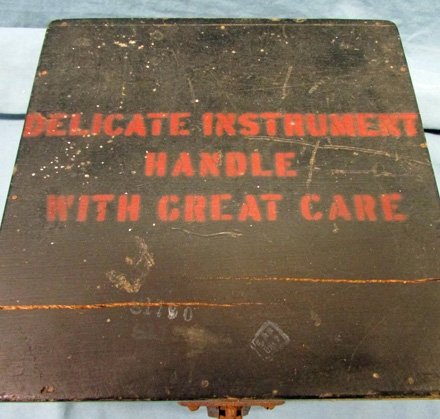 DELICATE INSTRUMENT
HANDLE
WITH GREAT CARE